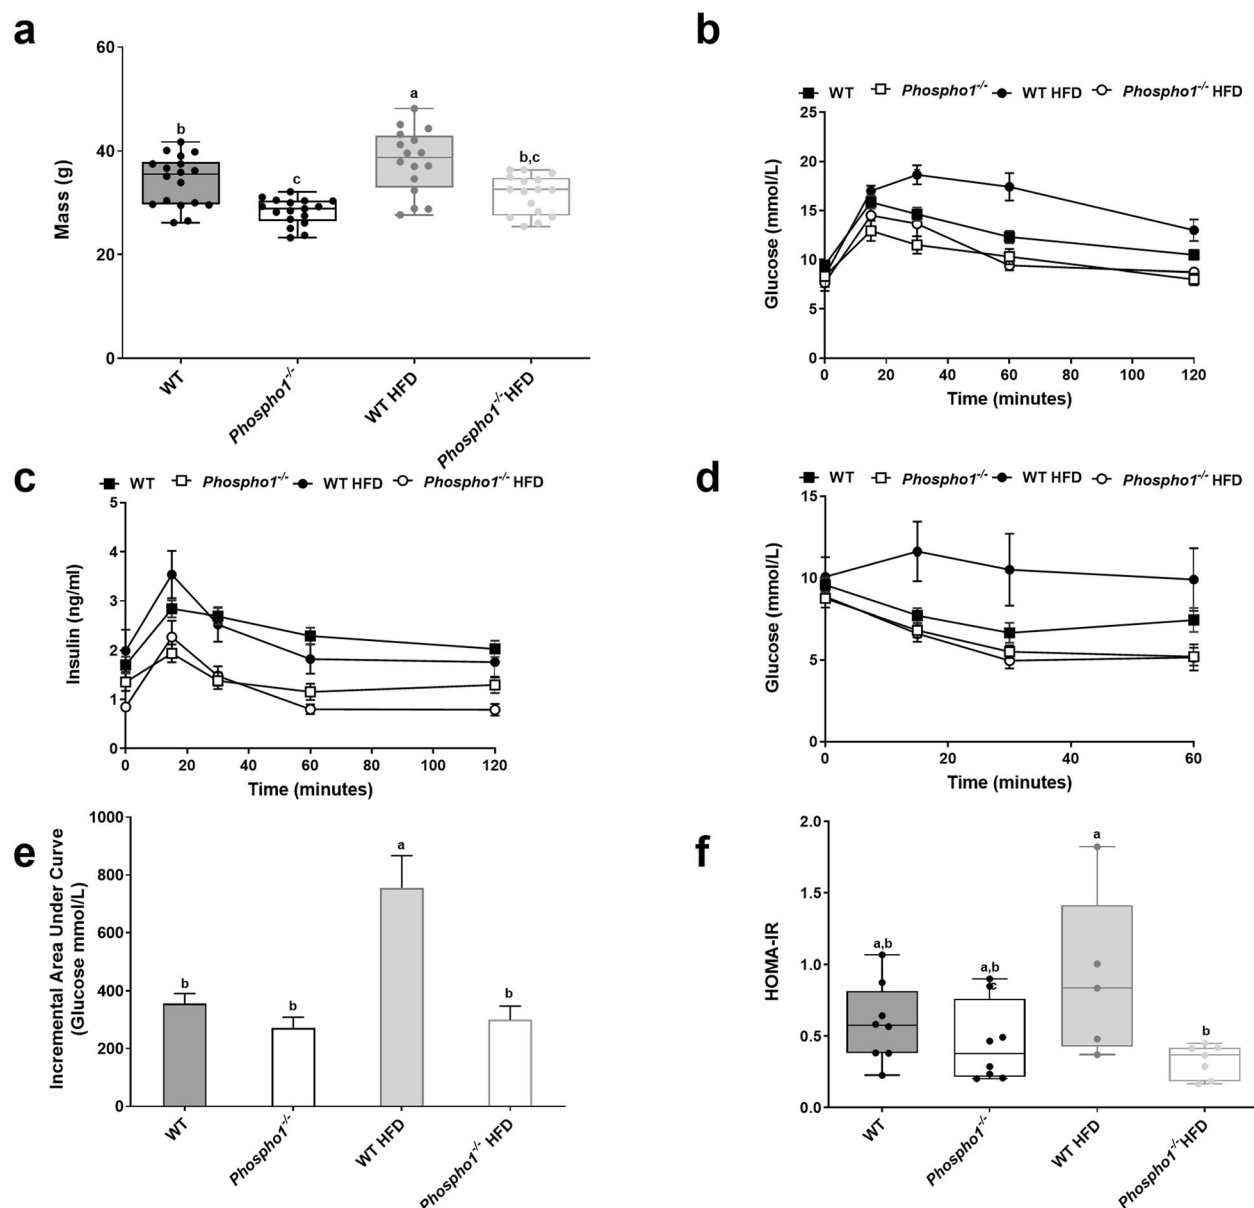 a
60
40
20
0
Mass (g)
b
c
a
b,c
WT
Phospho1-/-
WT HFD
Phospho1-/- HFD
b
WT Phospho1-/- WT HFD Phospho1-/- HFD
25
20
15
10
5
0
Glucose (mmol/L)
0 20 40 60 80 100 120
Time (minutes)
c
WT Phospho1-/- WT HFD Phospho1-/- HFD
5
4
3
2
1
0
Insulin (ng/ml)
0 20 40 60 80 100 120
Time (minutes)
d
WT Phospho1-/- WT HFD Phospho1-/- HFD
15
10
5
0
Glucose (mmol/L)
0 20 40 60
Time (minutes)
e
1000
800
600
400
200
0
Incremental Area Under Curve
(Glucose mmol/L)
b
b
a
b
WT
Phospho1-/-
WT HFD
Phospho1-/- HFD
f
2.0
1.5
1.0
0.5
0.0
HOMA-IR
a,b
a,b
c
a
b
WT
Phospho1-/-
WT HFD
Phospho1-/- HFD